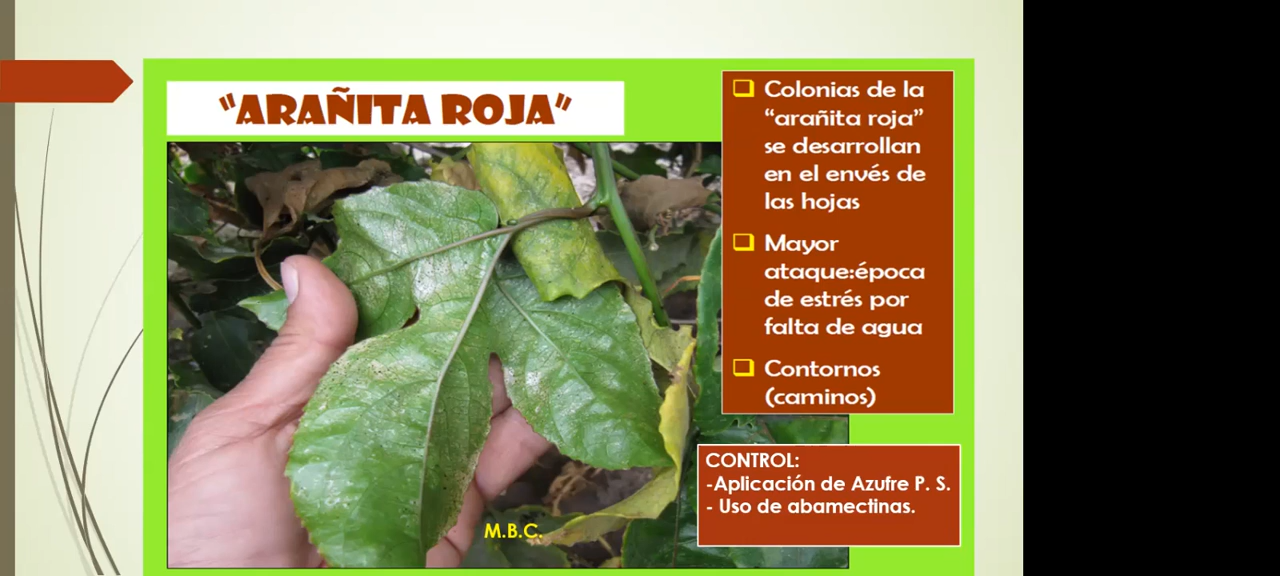 "ARAÑITA ROJA"
Colonias de la
“arañita roja”
se desarrollan
en el envés de
las hojas
Mayor
ataque:época
de estrés por
falta de agua
Contornos
(caminos)
CONTROL:
-Aplicación de Azufre P. S.
- Uso de abamectinas.
M.B.C.